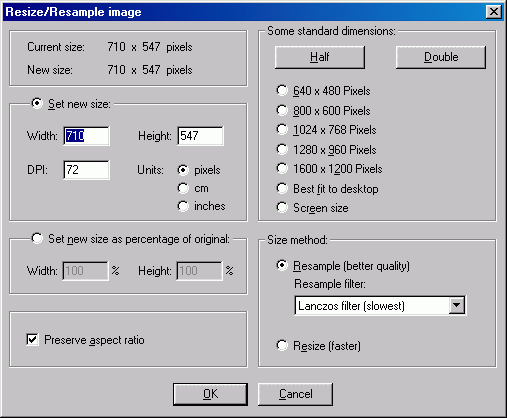 Resize/Resample image
Current size: 710 x 547 pixels
New size: 710 x 547 pixels
Set new size:
Width: 710 Height: 547
DPI: 72 Units: pixels
cm
inches
Set new size as percentage of original:
Width: 100 % Height: 100 %
Preserve aspect ratio
Some standard dimensions:
Half Double
640 x 480 Pixels
800 x 600 Pixels
1024 x 768 Pixels
1280 x 960 Pixels
1600 x 1200 Pixels
Best fit to desktop
Screen size
Size method:
Resample (better quality)
Resample filter:
Lanczos filter (slowest)
Resize (faster)
OK Cancel